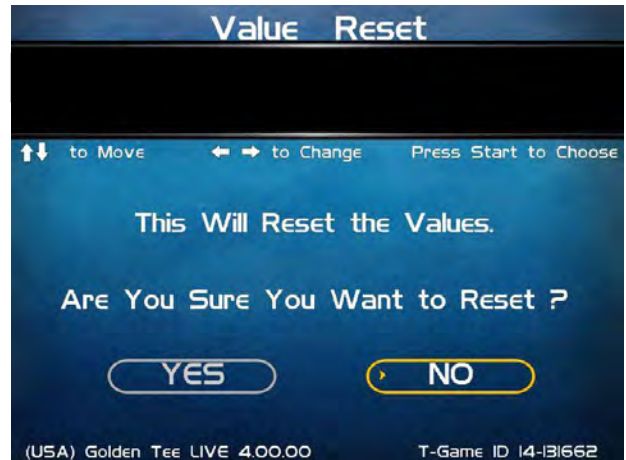 Value Reset
↑↓ to Move ← → to Change Press Start to Choose
This Will Reset the Values.
Are You Sure You Want to Reset ?
YES NO
(USA) Golden Tee LIVE 4.00.00 T-Game ID 14-131662